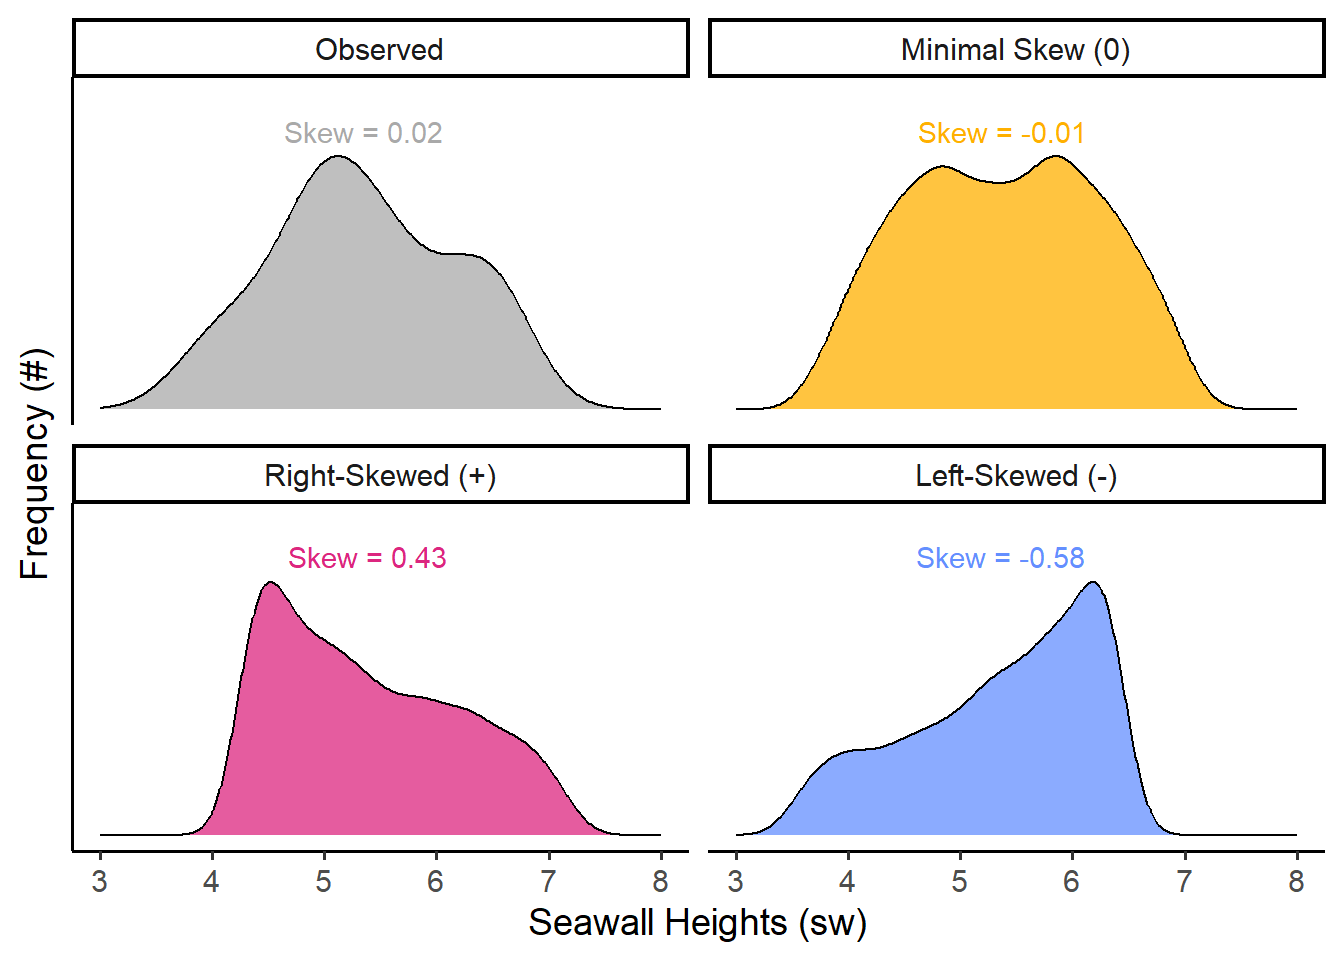 Observed
Minimal Skew (0)
Skew = 0.02
Skew = -0.01
Frequency (#)
Right-Skewed (+)
Left-Skewed (-)
Skew = 0.43
Skew = -0.58
3 4 5 6 7 8
3 4 5 6 7 8
Seawall Heights (sw)